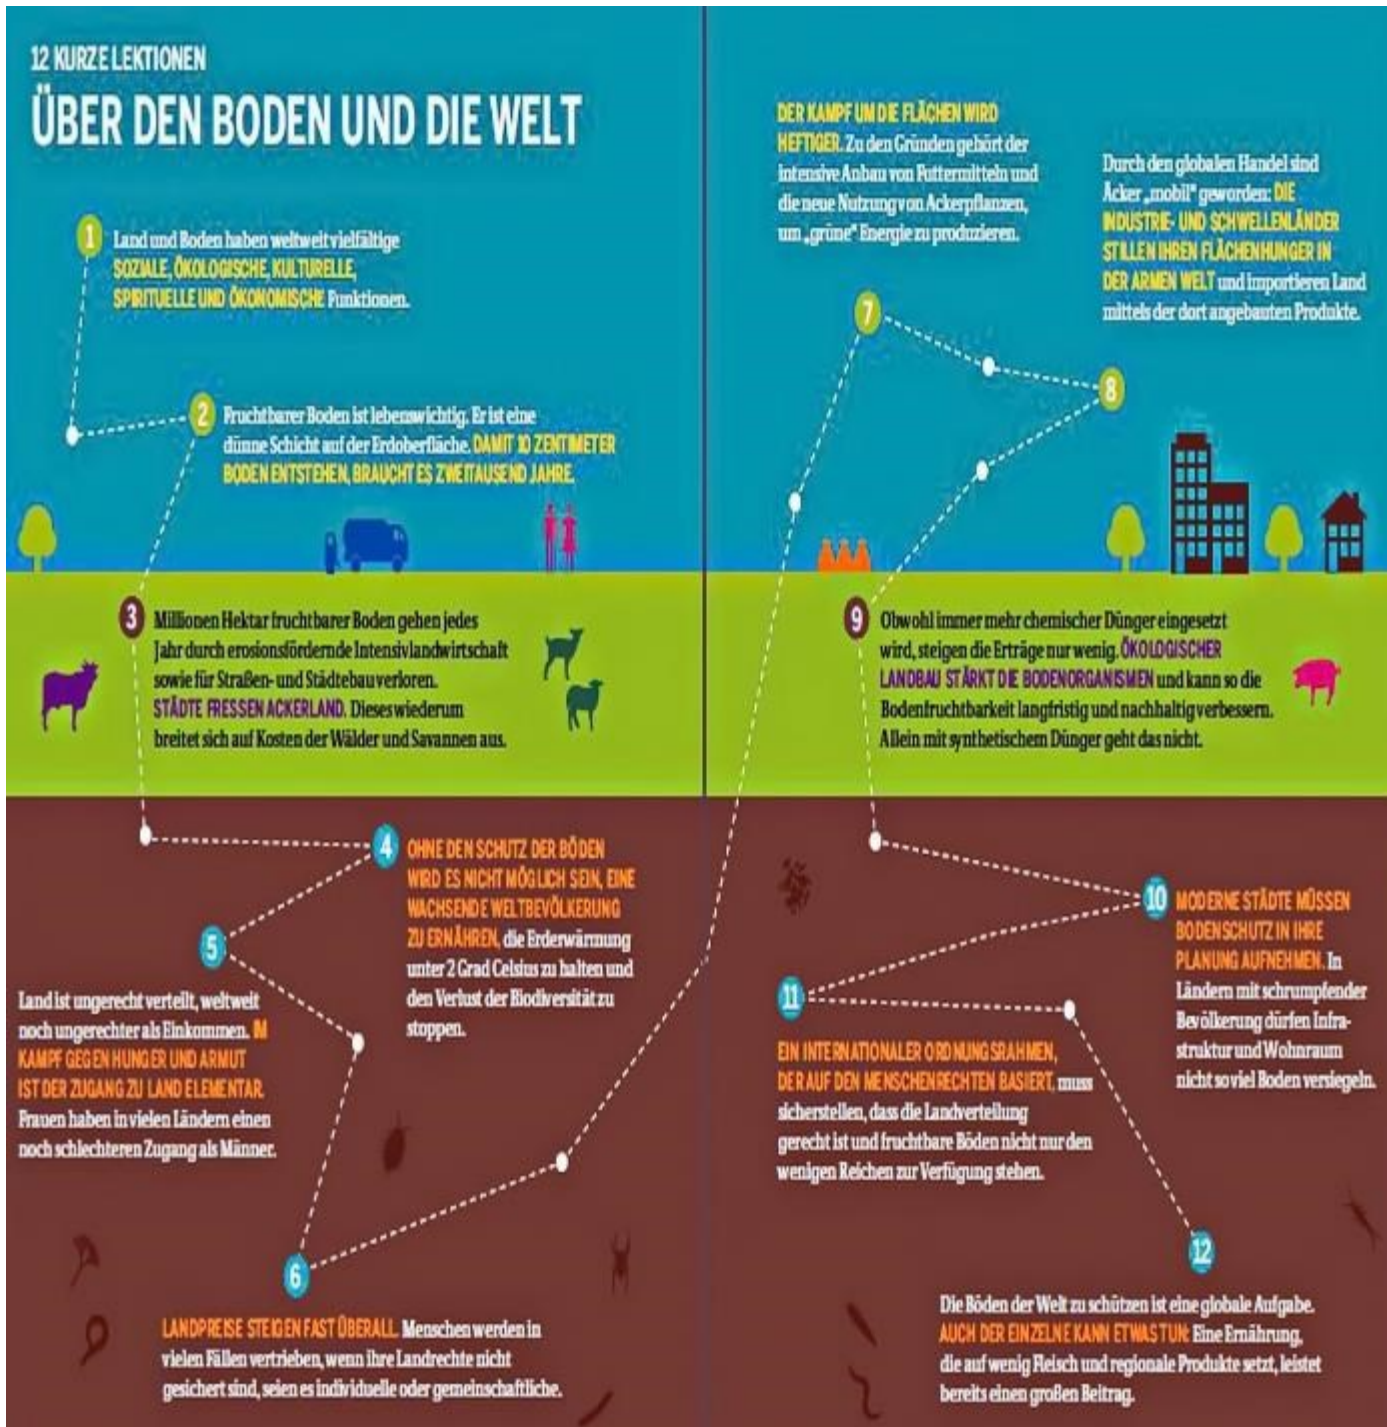 12 KURZE LEKTIONEN
ÜBER DEN BODEN UND DIE WELT
1
Land und Boden haben weltweit vielfältige
SOZIALE, ÖKOLOGISCHE, KULTURELLE,
SPIRITUELLE UND ÖKONOMISCHE Funktionen.
2
Fruchtbarer Boden ist lebenswichtig. Er ist eine
dünne Schicht auf der Erdoberfläche. DAMIT 10 ZENTIMETER
BODEN ENTSTEHEN, BRAUCHT ES ZWEITAUSEND JAHRE.
3
Millionen Hektar fruchtbarer Boden gehen jedes
Jahr durch erosionsfördernde Intensivlandwirtschaft
sowie für Straßen- und Städtebau verloren.
STÄDTE FRESSEN ACKERLAND. Dieses wiederum
breitet sich auf Kosten der Wälder und Savannen aus.
4
OHNE DEN SCHUTZ DER BÖDEN
WIRD ES NICHT MÖGLICH SEIN, EINE
WACHSENDE WELTBEVÖLKERUNG
ZU ERNÄHREN, die Erderwärmung
unter 2 Grad Celsius zu halten und
den Verlust der Biodiversität zu
stoppen.
5
Land ist ungerecht verteilt, weltweit
noch ungerechter als Einkommen. IM
KAMPF GEGEN HUNGER UND ARMUT
IST DER ZUGANG ZU LAND ELEMENTAR.
Frauen haben in vielen Ländern einen
noch schlechteren Zugang als Männer.
6
LANDPREISE STEIGEN FAST ÜBERALL. Menschen werden in
vielen Fällen vertrieben, wenn ihre Landrechte nicht
gesichert sind, seien es individuelle oder gemeinschaftliche.
DER KAMPF UM DIE FLÄCHEN WIRD
HEFTIGER. Zu den Gründen gehört der
intensive Anbau von Futtermitteln und
die neue Nutzung von Ackerpflanzen,
um „grüne“ Energie zu produzieren.
7
Durch den globalen Handel sind
Äcker „mobil“ geworden: DIE
INDUSTRIE- UND SCHWELLENLÄNDER
STILLEN IHREN FLÄCHENHUNGER IN
DER ARMEN WELT und importieren Land
mittels der dort angebauten Produkte.
8
9
Obwohl immer mehr chemischer Dünger eingesetzt
wird, steigen die Erträge nur wenig. ÖKOLOGISCHER
LANDBAU STÄRKT DIE BODENORGANISMEN und kann so die
Bodenfruchtbarkeit langfristig und nachhaltig verbessern.
Allein mit synthetischem Dünger geht das nicht.
10
MODERNE STÄDTE MÜSSEN
BODENSCHUTZ IN IHRE
PLANUNG AUFNEHMEN. In
Ländern mit schrumpfender
Bevölkerung dürfen Infra-
struktur und Wohnraum
nicht so viel Boden versiegeln.
11
EIN INTERNATIONALER ORDNUNGSRAHMEN,
DER AUF DEN MENSCHENRECHTEN BASIERT, muss
sicherstellen, dass die Landverteilung
gerecht ist und fruchtbare Böden nicht nur den
wenigen Reichen zur Verfügung stehen.
12
Die Böden der Welt zu schützen ist eine globale Aufgabe.
AUCH DER EINZELNE KANN ETWAS TUN: Eine Ernährung,
die auf wenig Fleisch und regionale Produkte setzt, leistet
bereits einen großen Beitrag.